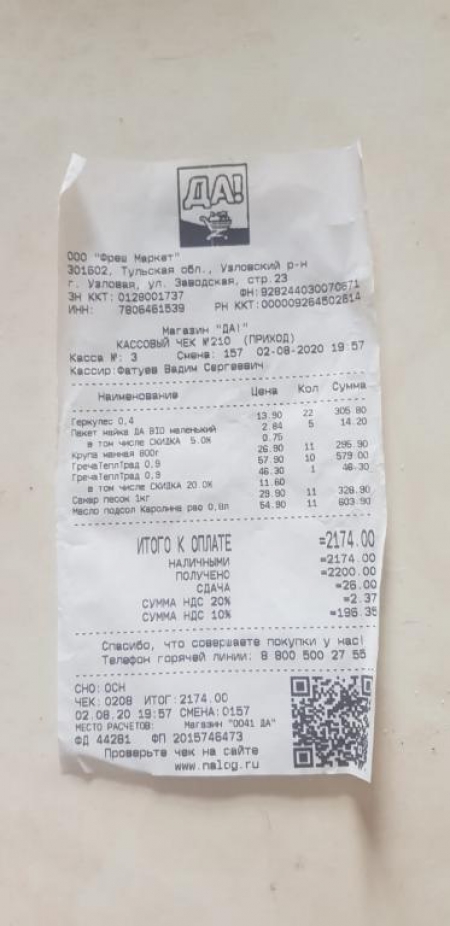 ДА!
ООО "Фреш Маркет"
301602, Тульская обл., Узловский р-н
г. Узловая, ул. Заводская, стр.23
ЗН ККТ: 0128001737 ФН:928244030070671
ИНН: 7806461539 РН ККТ:0000009264502814
Магазин "ДА!"
КАССОВЫЙ ЧЕК №210 (ПРИХОД)
Касса №: 3 Смена: 157 02-08-2020 19:57
Кассир:Фатуев Вадим Сергеевич
Наименование Цена Кол Сумма
Геркулес 0,4 13.90 22 305.80
Пакет майка ДА BIO маленький 2.84 5 14.20
в том числе СКИДКА 5.0% 0.75
Крупа манная 800г 26.90 11 295.90
ГречаТеплТрад 0,9 57.90 10 579.00
ГречаТеплТрад 0,9 46.30 1 46.30
в том числе СКИДКА 20.0% 11.60
Сахар песок 1кг 29.90 11 328.90
Масло подсол Каролина рао 0,8л 54.90 11 603.90
ИТОГО К ОПЛАТЕ =2174.00
НАЛИЧНЫМИ =2174.00
ПОЛУЧЕНО =2200.00
СДАЧА =26.00
СУММА НДС 20% =2.37
СУММА НДС 10% =196.35
Спасибо, что совершаете покупки у нас!
Телефон горячей линии: 8 800 500 27 55
СНО:ОСН
ЧЕК:0208 ИТОГ:2174.00
02.08.20 19:57 СМЕНА:0157
МЕСТО РАСЧЕТОВ: Магазин "0041 ДА"
ФД 44281 ФП 2015746473
Проверьте чек на сайте
www.nalog.ru